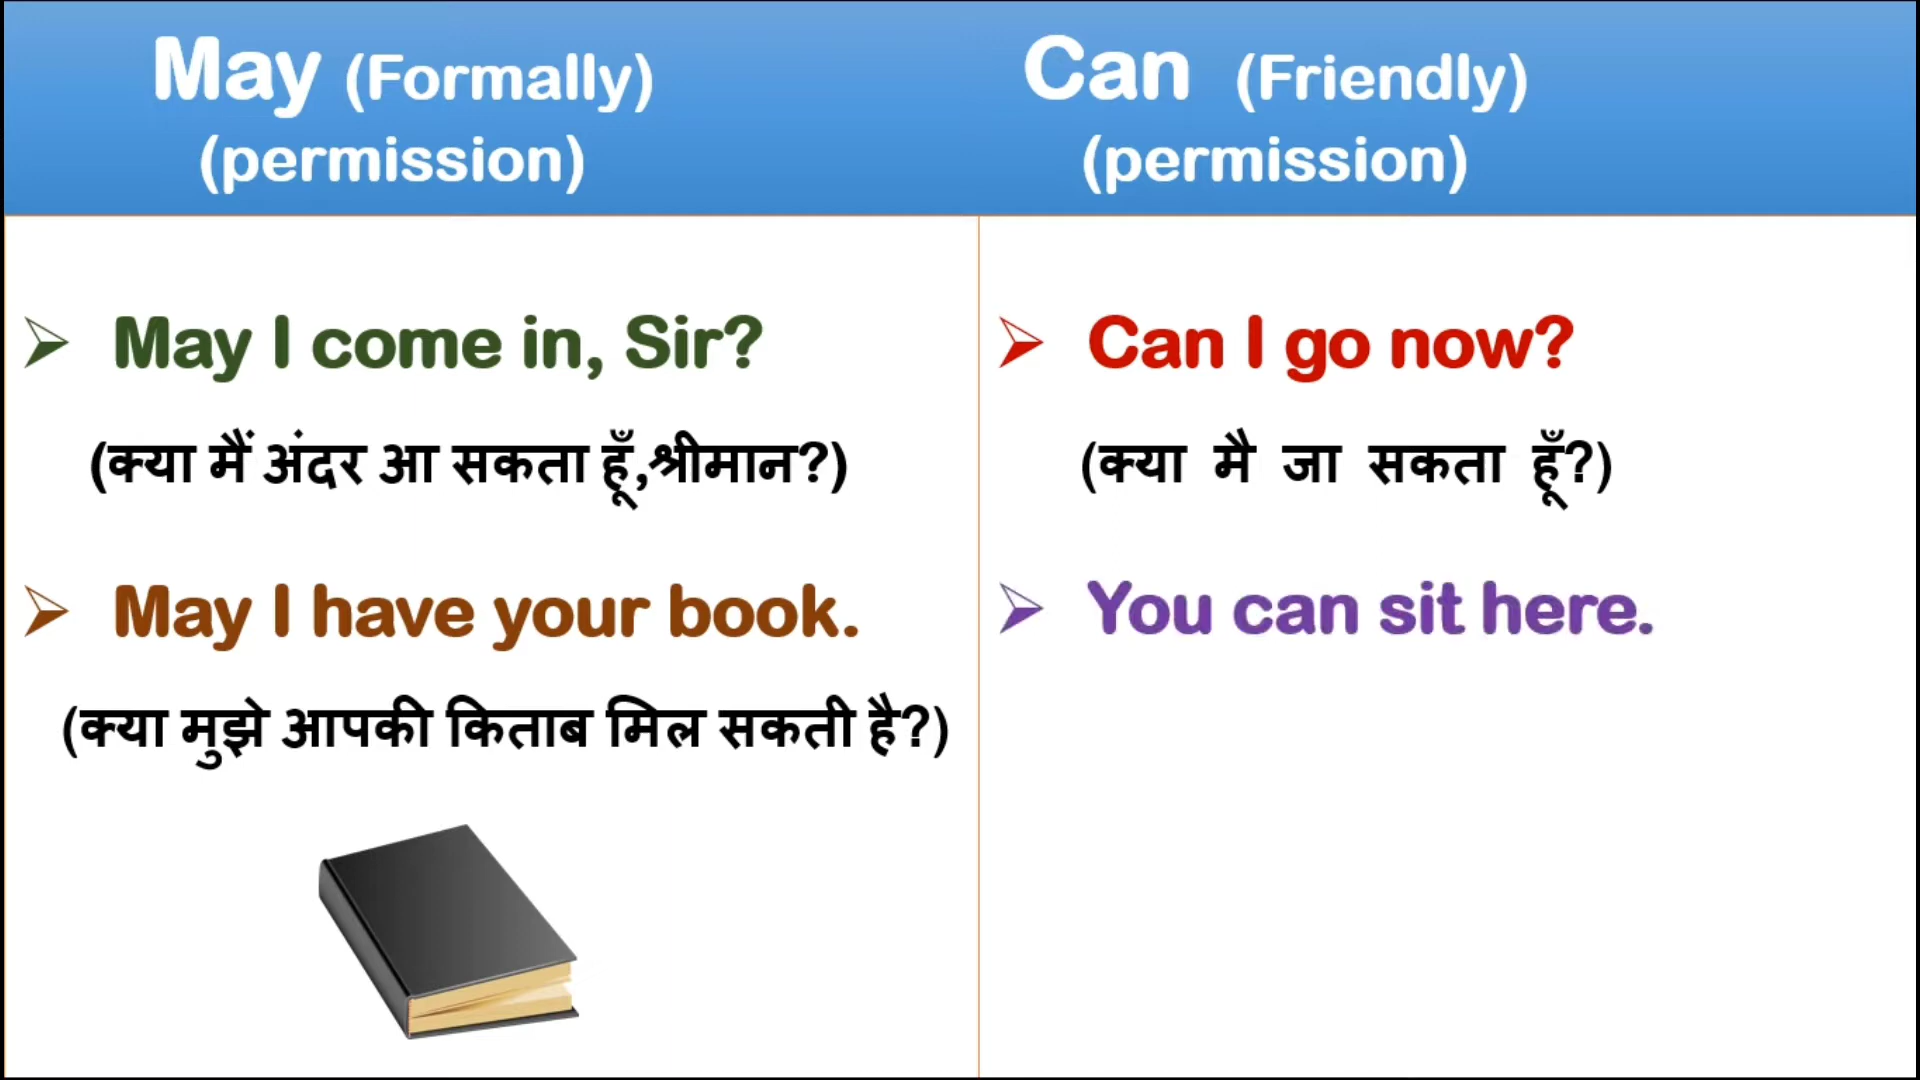 May (Formally)
(permission)
Can (Friendly)
(permission)
May I come in, Sir?
(क्या मैं अंदर आ सकता हूँ,श्रीमान?)
May I have your book.
(क्या मुझे आपकी किताब मिल सकती है?)
Can I go now?
(क्या मै जा सकता हूँ?)
You can sit here.